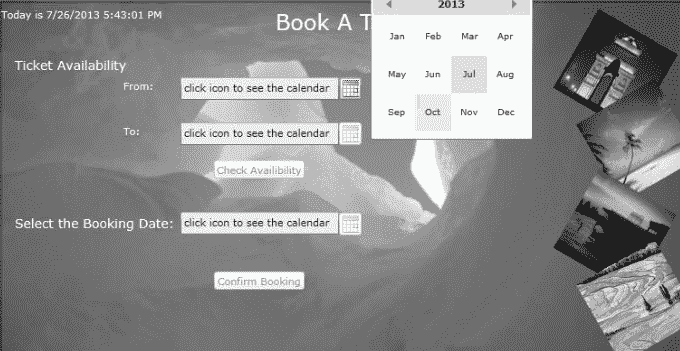 Today is 7/26/2013 5:43:01 PM
Book A T
2013
Jan Feb Mar Apr
May Jun Jul Aug
Sep Oct Nov Dec
Ticket Availability
From: click icon to see the calendar
To: click icon to see the calendar
Check Availibility
Select the Booking Date: click icon to see the calendar
Confirm Booking